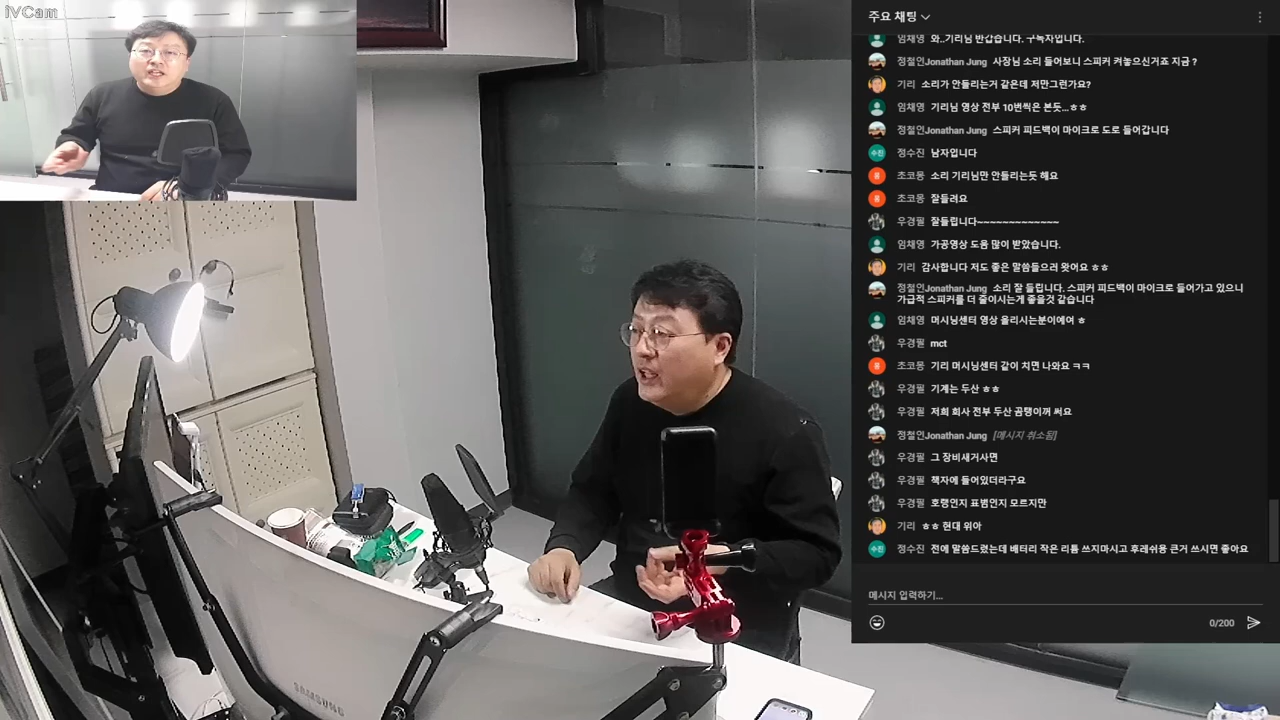 iVCam
주요 채팅
임채영 와..기리님 반갑습니다. 구독자입니다.
정철인Jonathan Jung 사장님 소리 들어보니 스피커 켜놓으신거죠 지금 ?
기리 소리가 안들리는거 같은데 저만그런가요?
임채영 기리님 영상 전부 10번씩은 본듯...ㅎㅎ
정철인Jonathan Jung 스피커 피드백이 마이크로 도로 들어갑니다
수진 정수진 남자입니다
몽 초코몽 소리 기리님만 안들리는듯 해요
몽 초코몽 잘들려요
우경필 잘들립니다~~~~~~~~~~~~~
임채영 가공영상 도움 많이 받았습니다.
기리 감사합니다 저도 좋은 말씀들으러 왓어요 ㅎㅎ
정철인Jonathan Jung 소리 잘 들립니다. 스피커 피드백이 마이크로 들어가고 있으니
가급적 스피커를 더 줄이시는게 좋을것 같습니다
임채영 머시닝센터 영상 올리시는분이에여 ㅎ
우경필 mct
몽 초코몽 기리 머시닝센터 같이 치면 나와요 ㅋㅋ
우경필 기계는 두산 ㅎㅎ
우경필 저희 회사 전부 두산 곰탱이꺼 써요
정철인Jonathan Jung [메시지 취소됨]
우경필 그 장비새거사면
우경필 책자에 들어있더라구요
우경필 호랭인지 표범인지 모르지만
기리 ㅎㅎ 현대 위아
수진 정수진 전에 말씀드렸는데 배터리 작은 리튬 쓰지마시고 후레쉬용 큰거 쓰시면 좋아요
메시지 입력하기...
0/200
SAMSUNG